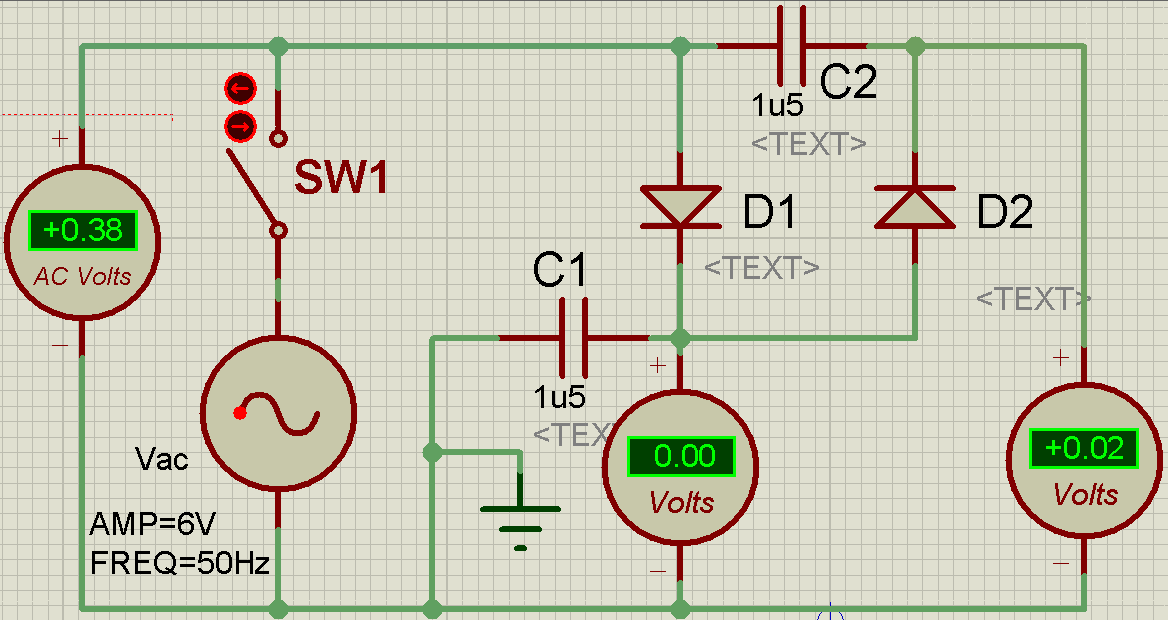 C2
1u5
<TEXT>
+
SW1
+0.38
AC Volts
D1
D2
<TEXT>
<TEXT>
C1
−
+
+
1u5
<TEX
Vac
0.00
Volts
+0.02
Volts
AMP=6V
FREQ=50Hz
−
−